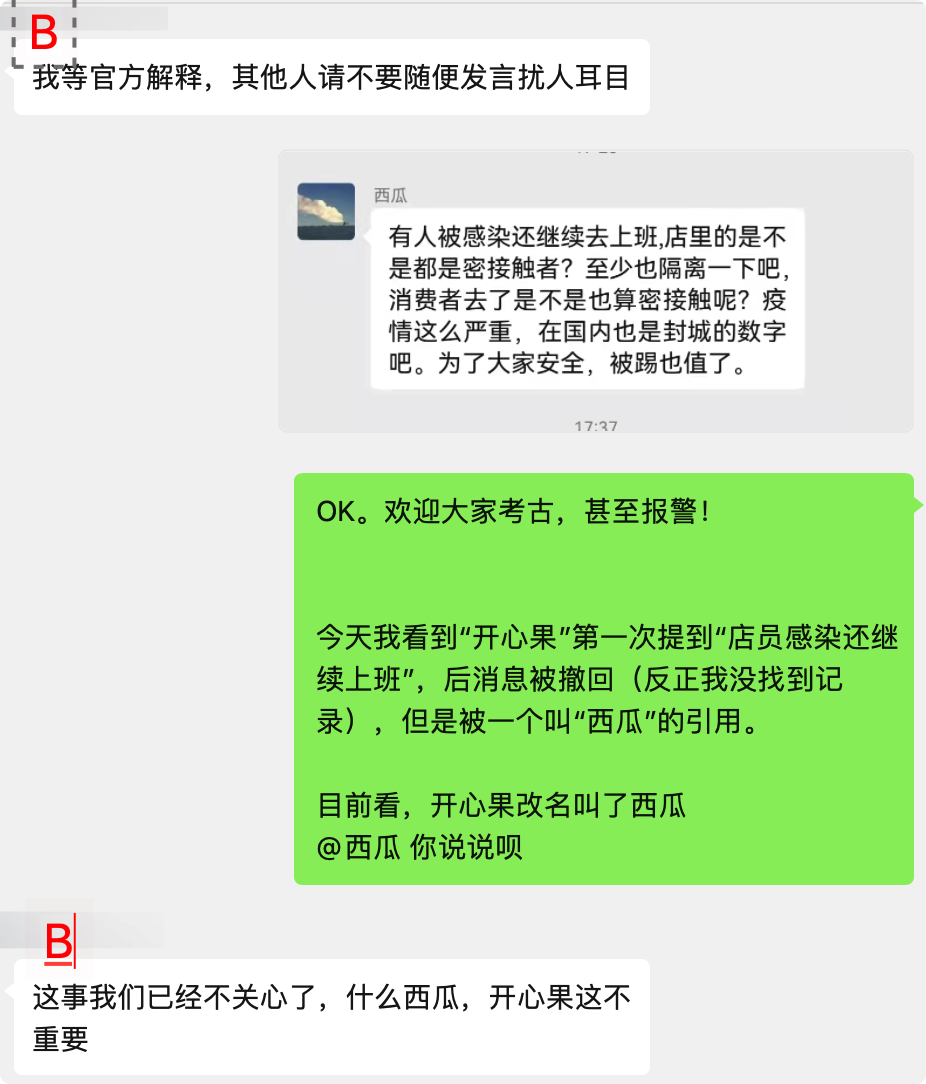 B
我等官方解释，其他人请不要随便发言扰人耳目
西瓜
有人被感染还继续去上班,店里的是不
是都是密接触者？至少也隔离一下吧，
消费者去了是不是也算密接触呢？疫
情这么严重，在国内也是封城的数字
吧。为了大家安全，被踢也值了。
17:37
OK。欢迎大家考古，甚至报警！
今天我看到“开心果”第一次提到“店员感染还继
续上班”，后消息被撤回（反正我没找到记
录），但是被一个叫“西瓜”的引用。
目前看，开心果改名叫了西瓜
@西瓜 你说说呗
B
这事我们已经不关心了，什么西瓜，开心果这不
重要